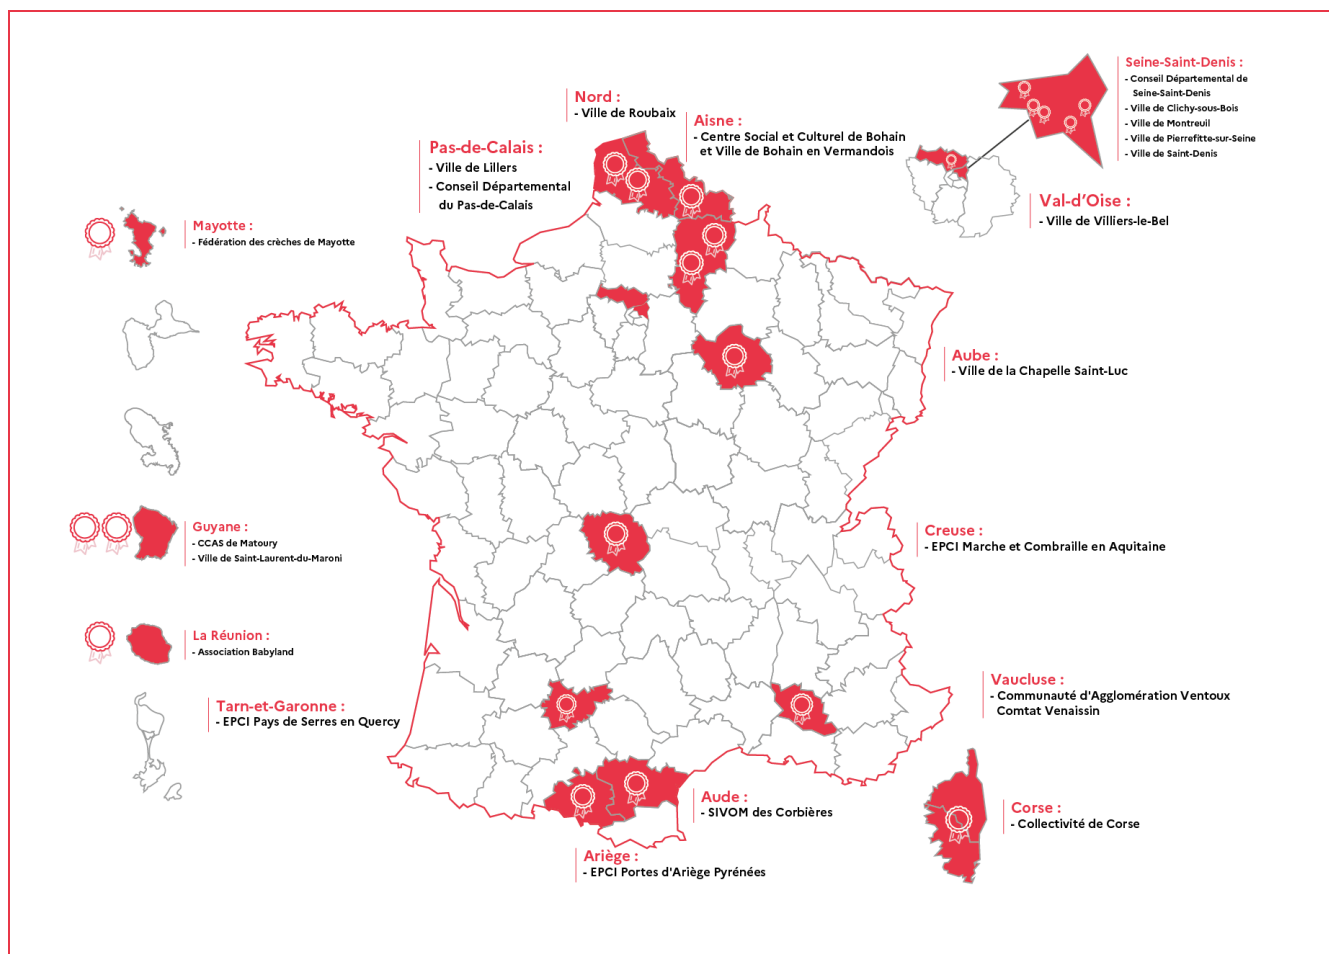 Seine-Saint-Denis :
- Conseil Départemental de
Seine-Saint-Denis
- Ville de Clichy-sous-Bois
- Ville de Montreuil
- Ville de Pierrefitte-sur-Seine
- Ville de Saint-Denis
Nord :
- Ville de Roubaix
Aisne :
- Centre Social et Culturel de Bohain
et Ville de Bohain en Vermandois
Pas-de-Calais :
- Ville de Lillers
- Conseil Départemental
du Pas-de-Calais
Val-d'Oise :
- Ville de Villiers-le-Bel
Mayotte :
- Fédération des crèches de Mayotte
Aube :
- Ville de la Chapelle Saint-Luc
Guyane :
- CCAS de Matoury
- Ville de Saint-Laurent-du-Maroni
Creuse :
- EPCI Marche et Combraille en Aquitaine
La Réunion :
- Association Babyland
Vaucluse :
- Communauté d'Agglomération Ventoux
Comtat Venaissin
Tarn-et-Garonne :
- EPCI Pays de Serres en Quercy
Aude :
- SIVOM des Corbières
Corse :
- Collectivité de Corse
Ariège :
- EPCI Portes d'Ariège Pyrénées